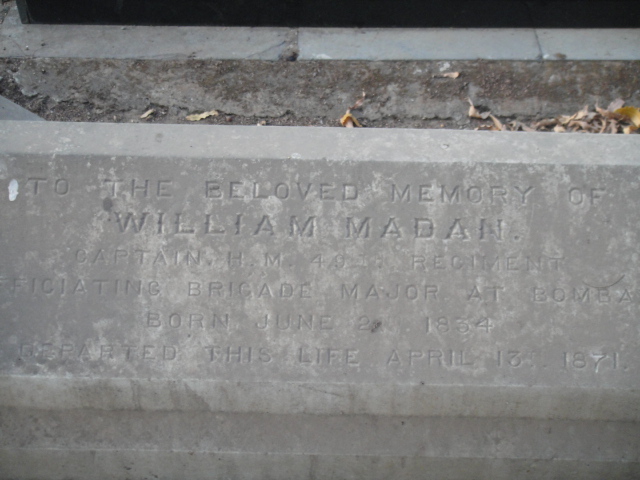 TO THE BELOVED MEMORY OF
WILLIAM MADAN.
CAPTAIN H.M. REGIMENT
FFICIATING BRIGADE MAJOR AT BOMBA
BORN JUNE 1834
DEPARTED THIS LIFE APRIL 13TH 1871.